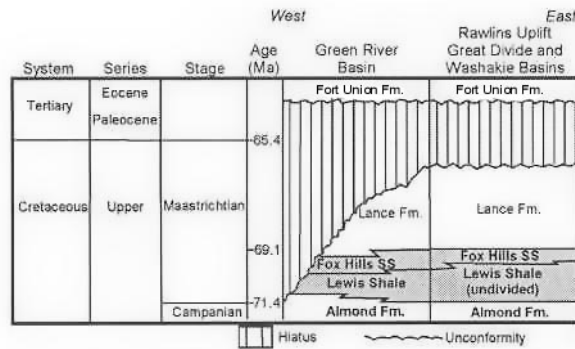 West East
Green River
Basin
Rawlins Uplift
Great Divide and
Washakie Basins
System Series Stage Age
(Ma)
Tertiary
Eocene
Paleocene
Fort Union Fm. Fort Union Fm.
65.4
Cretaceous Upper Maastrichtian
Lance Fm. Lance Fm.
69.1
Fox Hills SS Fox Hills SS
Lewis Shale Lewis Shale
(undivided)
71.4
Campanian Almond Fm. Almond Fm.
Hiatus Unconformity